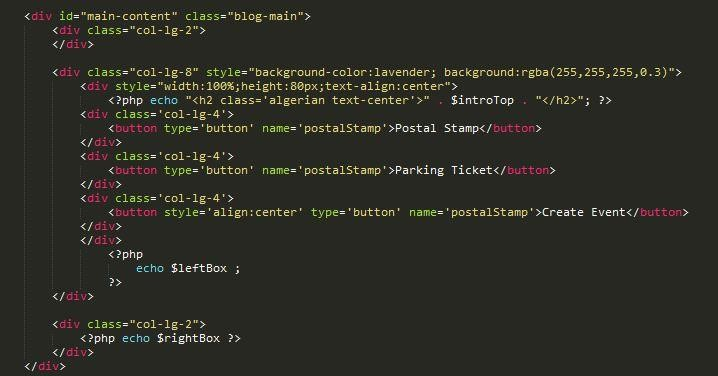 <div id="main-content" class="blog-main">
    <div class="col-lg-2">
    </div>

    <div class="col-lg-8" style="background-color:lavender; background:rgba(255,255,255,0.3)">
        <div style="width:100%;height:80px;text-align:center">
            <?php echo "<h2 class='algerian text-center'>" . $introTop . "</h2>"; ?>
        <div class='col-lg-4'>
            <button type='button' name='postalStamp'>Postal Stamp</button>
        </div>
        <div class='col-lg-4'>
            <button type='button' name='postalStamp'>Parking Ticket</button>
        </div>
        <div class='col-lg-4'>
            <button style='align:center' type='button' name='postalStamp'>Create Event</button>
        </div>
        </div>
            <?php
                echo $leftBox ;
            ?>
    </div>

    <div class="col-lg-2">
        <?php echo $rightBox ?>
    </div>
</div>